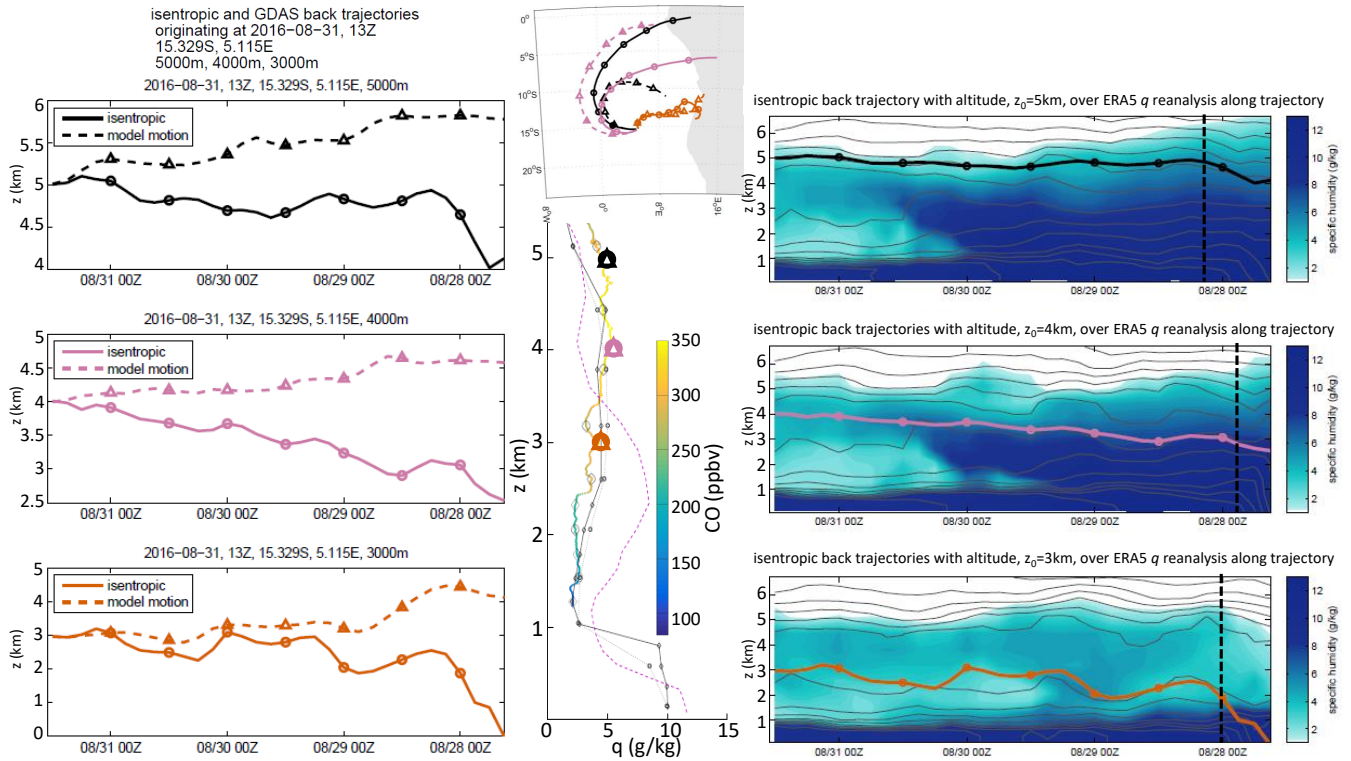 isentropic and GDAS back trajectories
originating at 2016−08−31, 13Z
15.329S, 5.115E
5000m, 4000m, 3000m
2016−08−31, 13Z, 15.329S, 5.115E, 5000m
isentropic
model motion
z (km)
6
5.5
5
4.5
4
08/31 00Z
08/30 00Z
08/29 00Z
08/28 00Z
2016−08−31, 13Z, 15.329S, 5.115E, 4000m
isentropic
model motion
z (km)
5
4.5
4
3.5
3
2.5
08/31 00Z
08/30 00Z
08/29 00Z
08/28 00Z
2016−08−31, 13Z, 15.329S, 5.115E, 3000m
isentropic
model motion
z (km)
5
4
3
2
1
0
08/31 00Z
08/30 00Z
08/29 00Z
08/28 00Z
0°
5°S
10°S
15°S
20°S
8°W
0°
8°E
16°E
z (km)
5
4
3
2
1
0
5
10
15
q (g/kg)
350
300
250
200
150
100
CO (ppbv)
isentropic back trajectory with altitude, z0=5km, over ERA5 q reanalysis along trajectory
z (km)
6
5
4
3
2
1
08/31 00Z
08/30 00Z
08/29 00Z
08/28 00Z
12
10
8
6
4
2
specific humidity (g/kg)
isentropic back trajectories with altitude, z0=4km, over ERA5 q reanalysis along trajectory
z (km)
6
5
4
3
2
1
08/31 00Z
08/30 00Z
08/29 00Z
08/28 00Z
12
10
8
6
4
2
specific humidity (g/kg)
isentropic back trajectories with altitude, z0=3km, over ERA5 q reanalysis along trajectory
z (km)
6
5
4
3
2
1
08/31 00Z
08/30 00Z
08/29 00Z
08/28 00Z
12
10
8
6
4
2
specific humidity (g/kg)